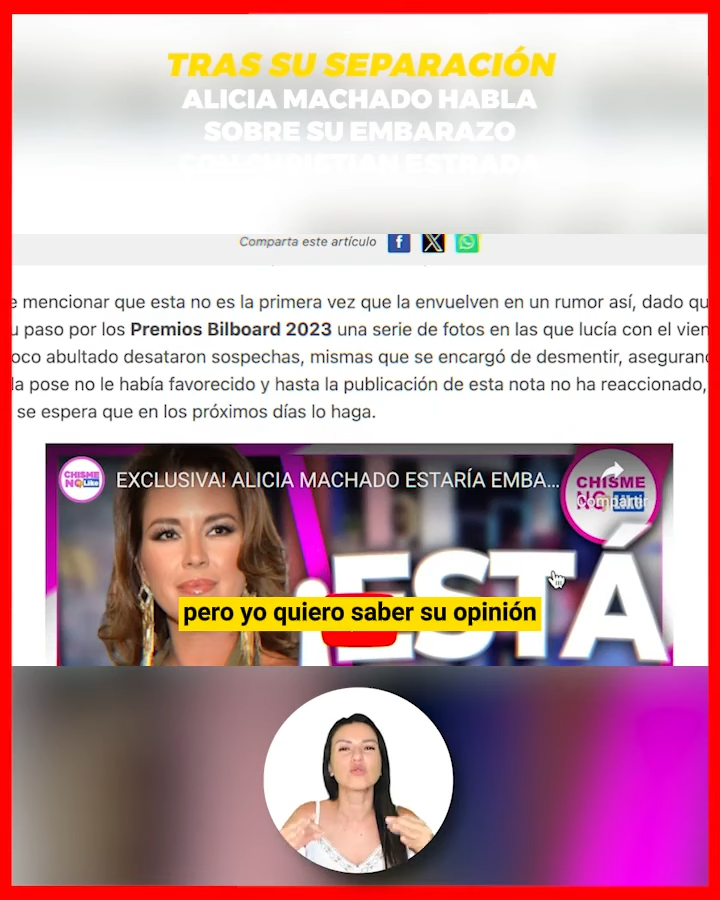 TRAS SU SEPARACIÓN
ALICIA MACHADO HABLA
SOBRE SU EMBARAZO
CON CHRISTIAN ESTRADA
Comparta este artículo
e mencionar que esta no es la primera vez que la envuelven en un rumor así, dado qu
u paso por los Premios Bilboard 2023 una serie de fotos en las que lucía con el vien
oco abultado desataron sospechas, mismas que se encargó de desmentir, asegurand
la pose no le había favorecido y hasta la publicación de esta nota no ha reaccionado,
se espera que en los próximos días lo haga.
CHISME NO Like
EXCLUSIVA! ALICIA MACHADO ESTARÍA EMBA...
CHISME
NO Like
Compartir
¡ESTÁ
pero yo quiero saber su opinión